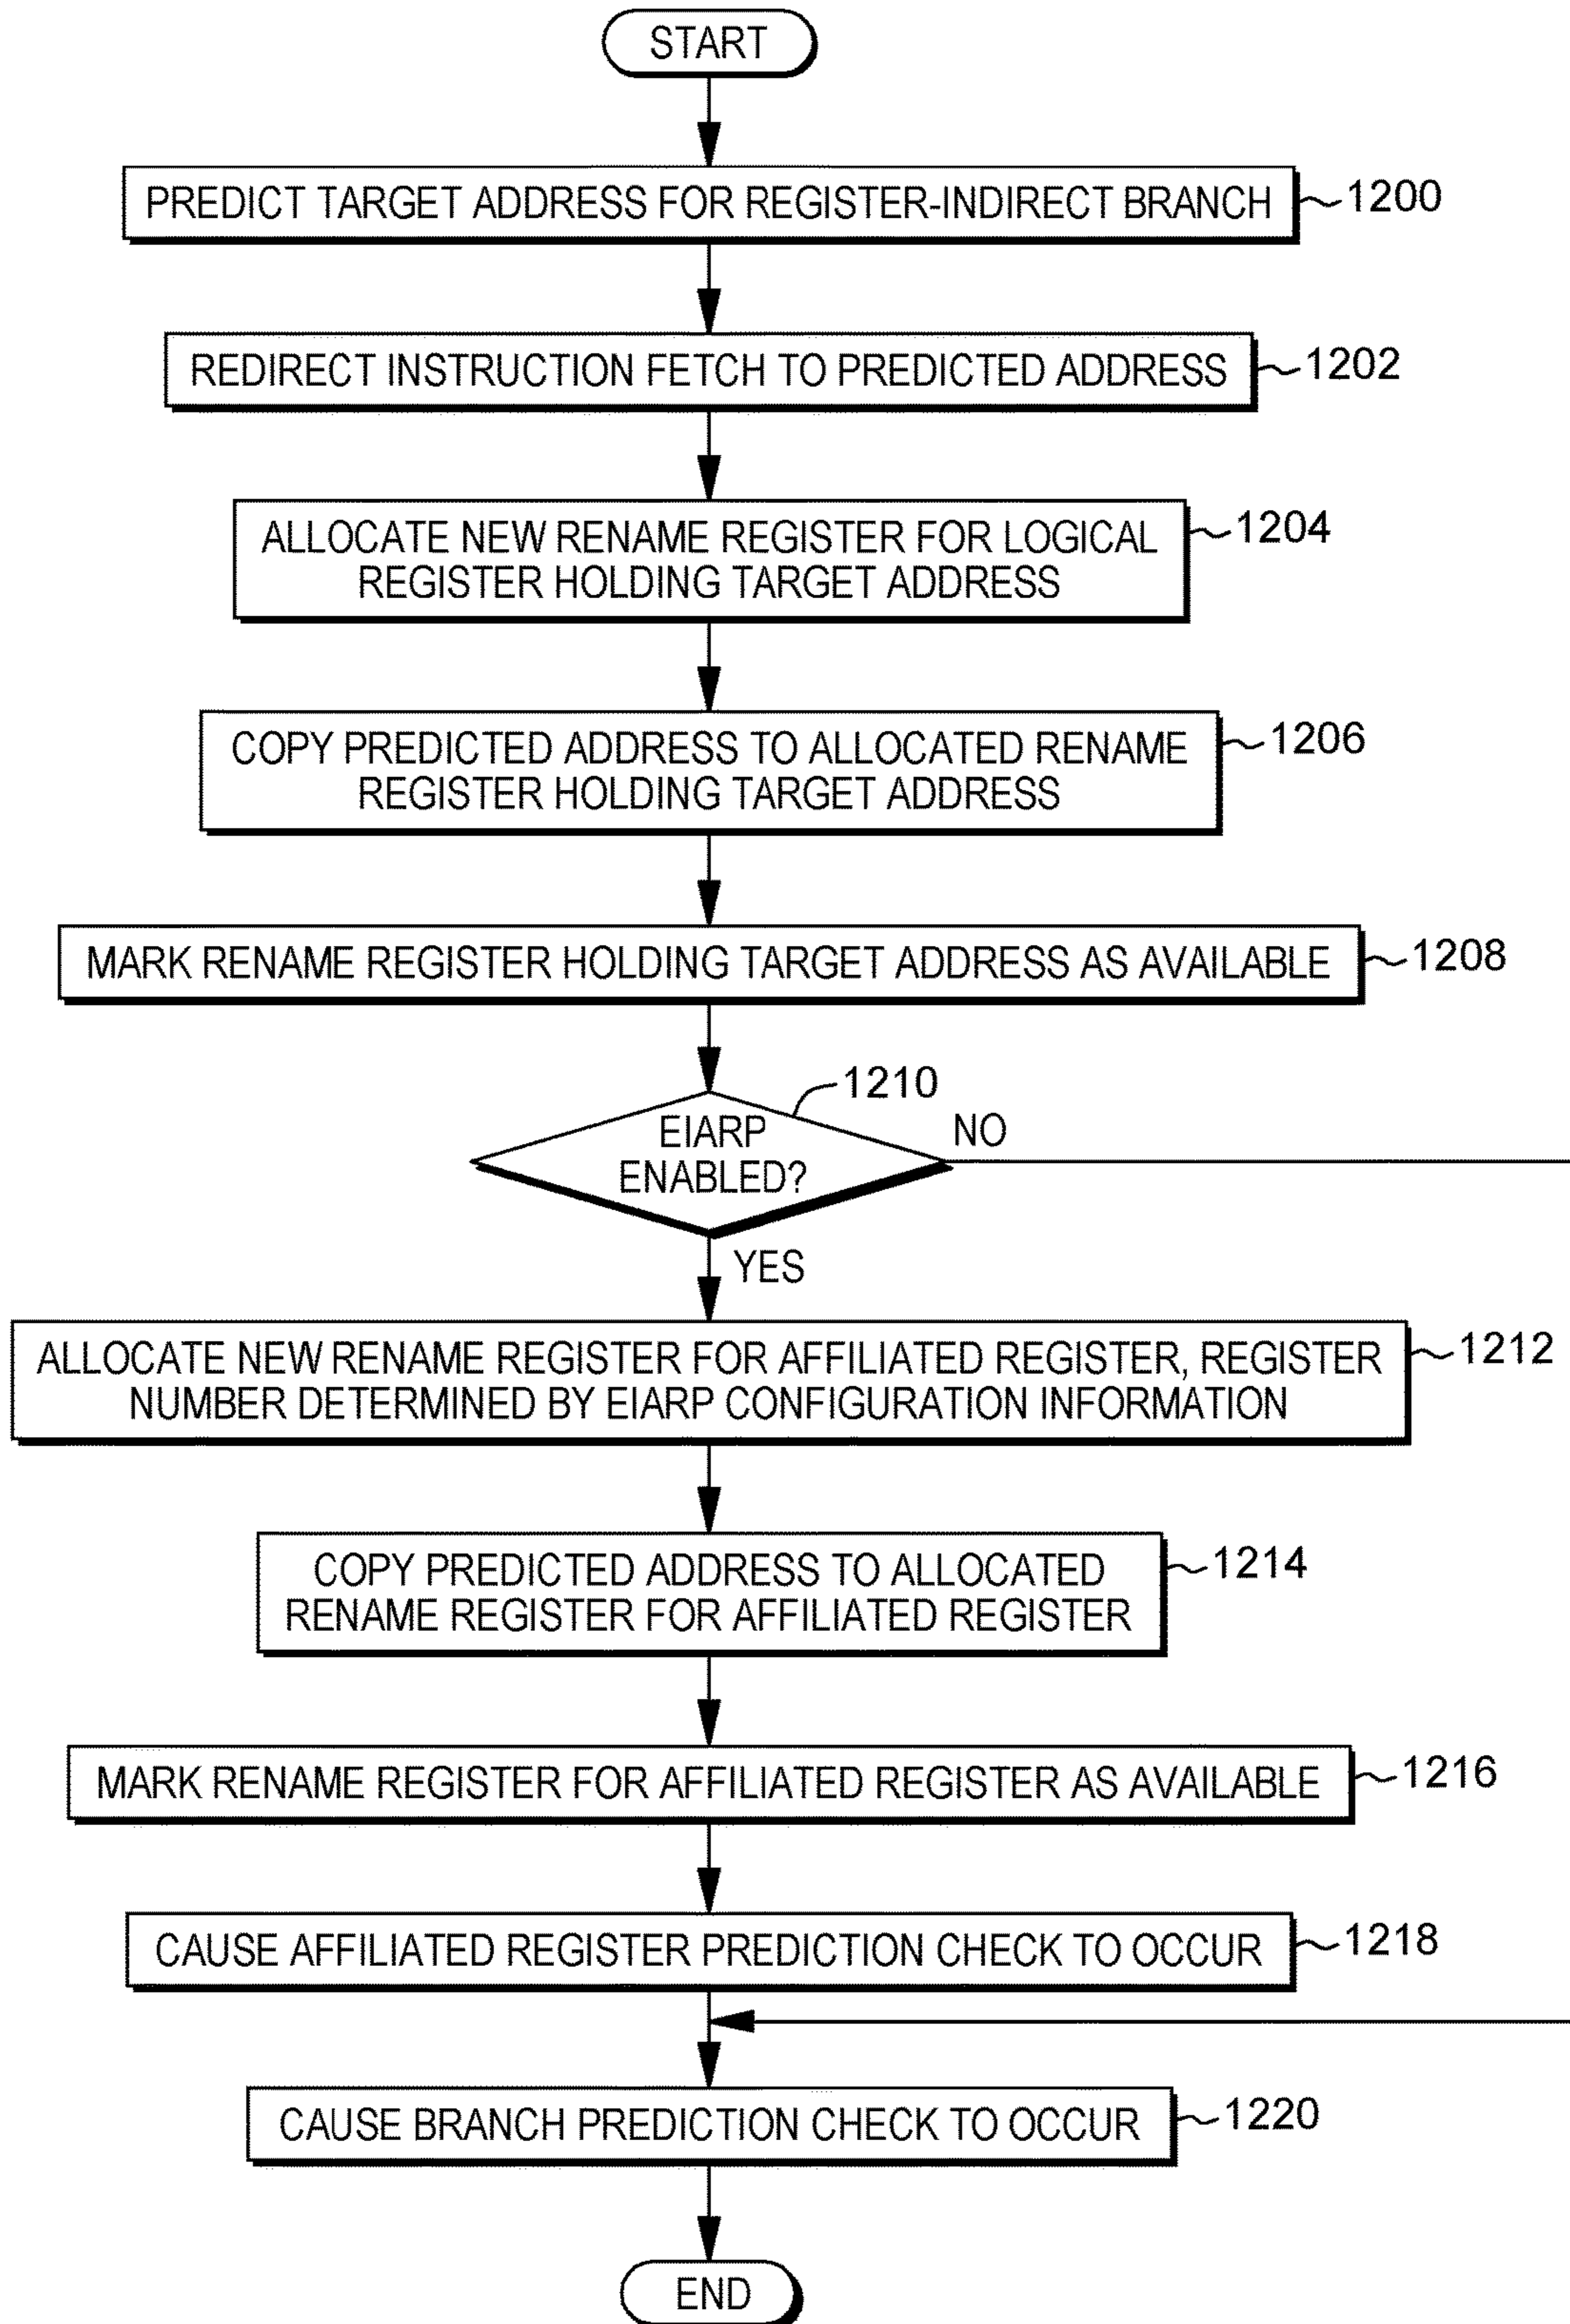 START
PREDICT TARGET ADDRESS FOR REGISTER-INDIRECT BRANCH
1200
REDIRECT INSTRUCTION FETCH TO PREDICTED ADDRESS
1202
ALLOCATE NEW RENAME REGISTER FOR LOGICAL
REGISTER HOLDING TARGET ADDRESS
1204
COPY PREDICTED ADDRESS TO ALLOCATED RENAME
REGISTER HOLDING TARGET ADDRESS
1206
MARK RENAME REGISTER HOLDING TARGET ADDRESS AS AVAILABLE
1208
1210
EIARP
ENABLED?
NO
YES
ALLOCATE NEW RENAME REGISTER FOR AFFILIATED REGISTER, REGISTER
NUMBER DETERMINED BY EIARP CONFIGURATION INFORMATION
1212
COPY PREDICTED ADDRESS TO ALLOCATED
RENAME REGISTER FOR AFFILIATED REGISTER
1214
MARK RENAME REGISTER FOR AFFILIATED REGISTER AS AVAILABLE
1216
CAUSE AFFILIATED REGISTER PREDICTION CHECK TO OCCUR
1218
CAUSE BRANCH PREDICTION CHECK TO OCCUR
1220
END